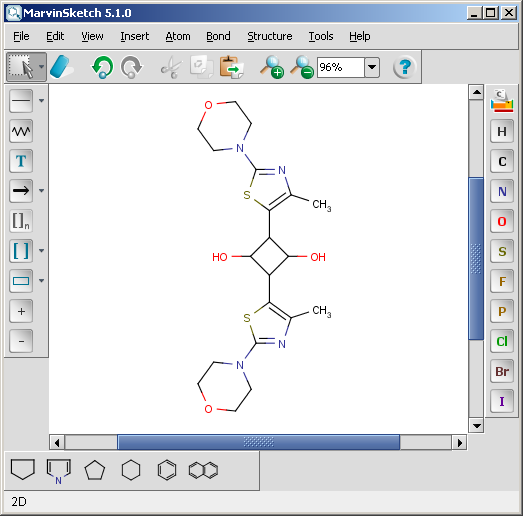 MarvinSketch 5.1.0
File Edit View Insert Atom Bond Structure Tools Help
96% ?
T
[]n
[ ]
+
-
O
N
N
S
CH3
HO
OH
CH3
S
N
N
O
C
H
C
N
O
S
F
P
Cl
Br
I
N
2D